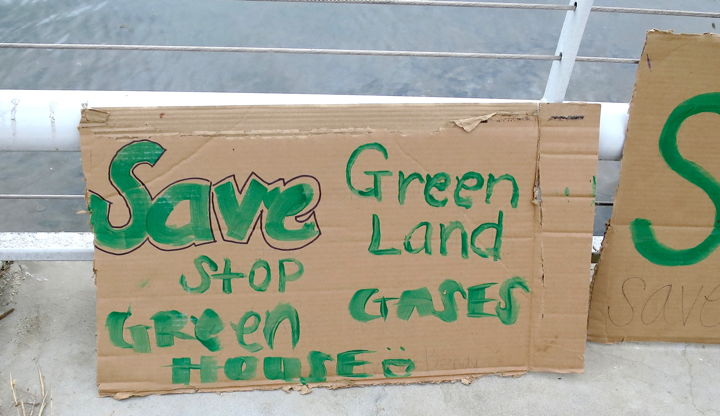 Save Green
Land
STOP
GREEN GASES
HOUSE
S
save